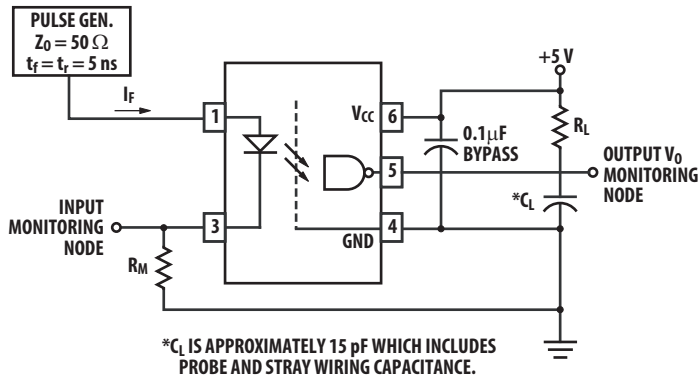 PULSE GEN.
Z₀ = 50 Ω
t_f = t_r = 5 ns
I_F
+5 V
1
V_CC
6
0.1μF
BYPASS
R_L
5
OUTPUT V₀
MONITORING
NODE
*C_L
INPUT
MONITORING
NODE
3
GND
4
R_M
*C_L IS APPROXIMATELY 15 pF WHICH INCLUDES
PROBE AND STRAY WIRING CAPACITANCE.